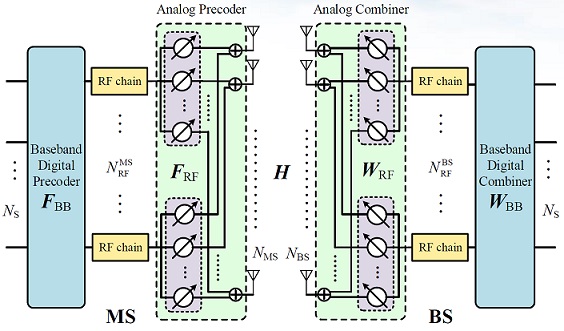 Analog Precoder
Analog Combiner
RF chain
RF chain
Baseband
Digital
Precoder
F_BB
N_RF^MS
F_RF
H
W_RF
N_RF^BS
Baseband
Digital
Combiner
W_BB
N_S
N_MS
N_BS
N_S
RF chain
RF chain
MS
BS